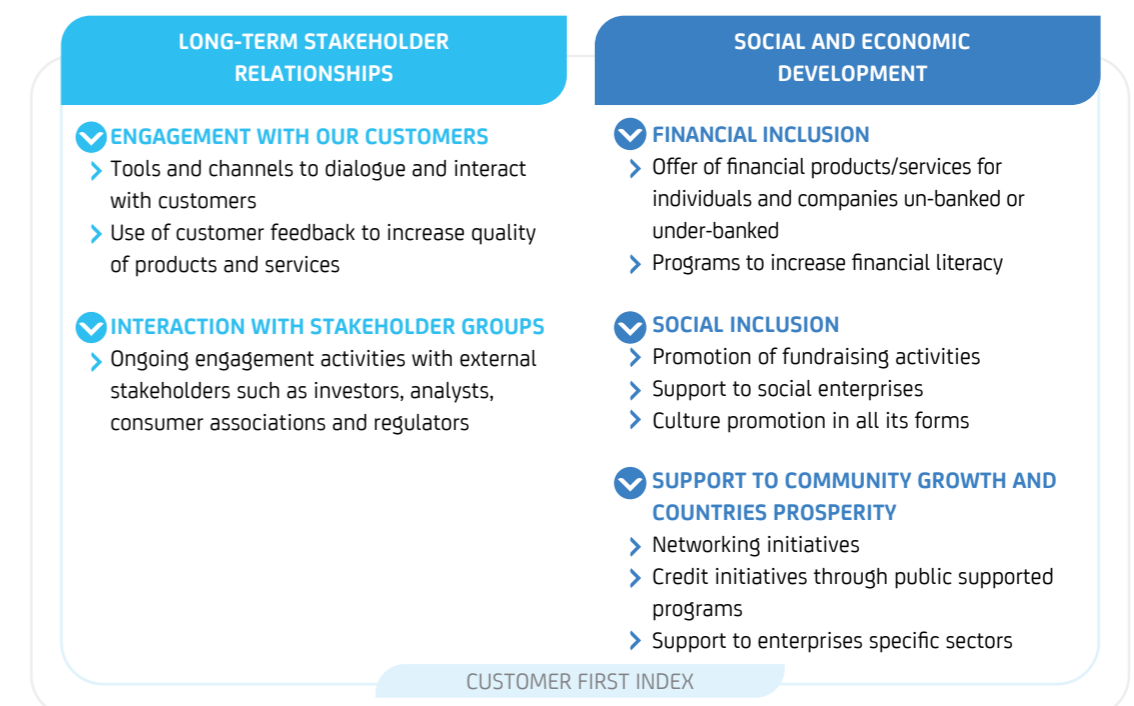 LONG-TERM STAKEHOLDER
RELATIONSHIPS
ENGAGEMENT WITH OUR CUSTOMERS
Tools and channels to dialogue and interact
with customers
Use of customer feedback to increase quality
of products and services
INTERACTION WITH STAKEHOLDER GROUPS
Ongoing engagement activities with external
stakeholders such as investors, analysts,
consumer associations and regulators
SOCIAL AND ECONOMIC
DEVELOPMENT
FINANCIAL INCLUSION
Offer of financial products/services for
individuals and companies un-banked or
under-banked
Programs to increase financial literacy
SOCIAL INCLUSION
Promotion of fundraising activities
Support to social enterprises
Culture promotion in all its forms
SUPPORT TO COMMUNITY GROWTH AND
COUNTRIES PROSPERITY
Networking initiatives
Credit initiatives through public supported
programs
Support to enterprises specific sectors
CUSTOMER FIRST INDEX